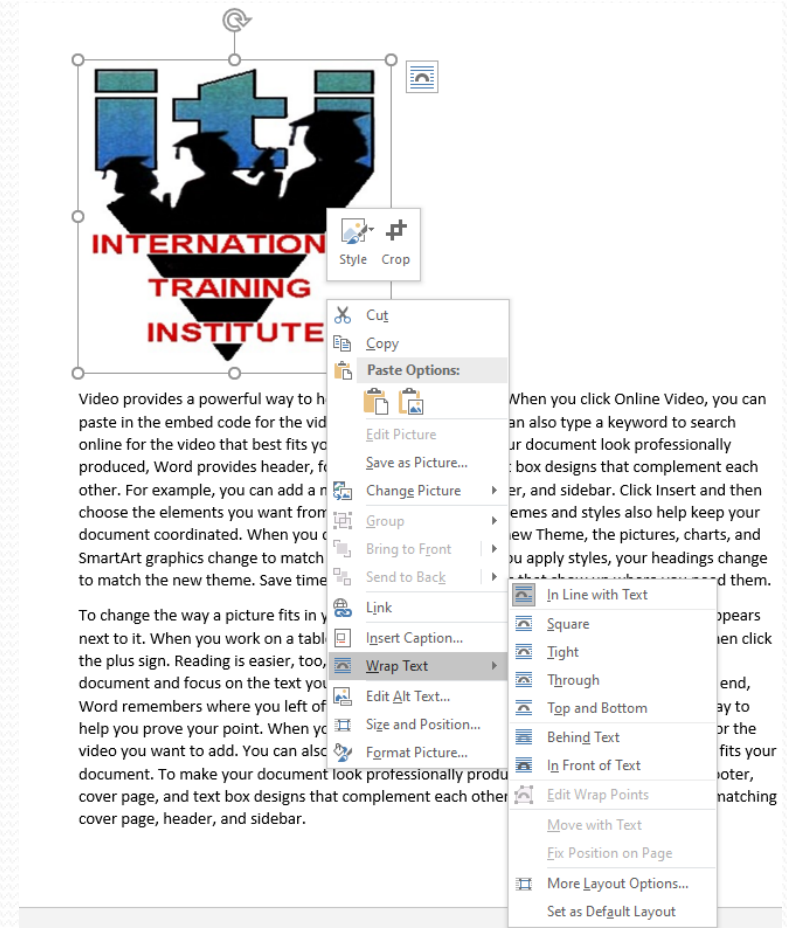 iti
INTERNATION
TRAINING
INSTITUTE
Style Crop
Cut
Copy
Paste Options:
Edit Picture
Save as Picture...
Change Picture
Group
Bring to Front
Send to Back
Link
Insert Caption...
Wrap Text
Edit Alt Text...
Size and Position...
Format Picture...
In Line with Text
Square
Tight
Through
Top and Bottom
Behind Text
In Front of Text
Edit Wrap Points
Move with Text
Fix Position on Page
More Layout Options...
Set as Default Layout
Video provides a powerful way to h When you click Online Video, you can
paste in the embed code for the vid an also type a keyword to search
online for the video that best fits yo ur document look professionally
produced, Word provides header, fo box designs that complement each
other. For example, you can add a m er, and sidebar. Click Insert and then
choose the elements you want from emes and styles also help keep your
document coordinated. When you c new Theme, the pictures, charts, and
SmartArt graphics change to match ou apply styles, your headings change
to match the new theme. Save time that show up where you need them.
To change the way a picture fits in y ppears
next to it. When you work on a tabl en click
the plus sign. Reading is easier, too,
document and focus on the text you end,
Word remembers where you left of ay to
help you prove your point. When yo or the
video you want to add. You can also fits your
document. To make your document look professionally produ ooter,
cover page, and text box designs that complement each other matching
cover page, header, and sidebar.